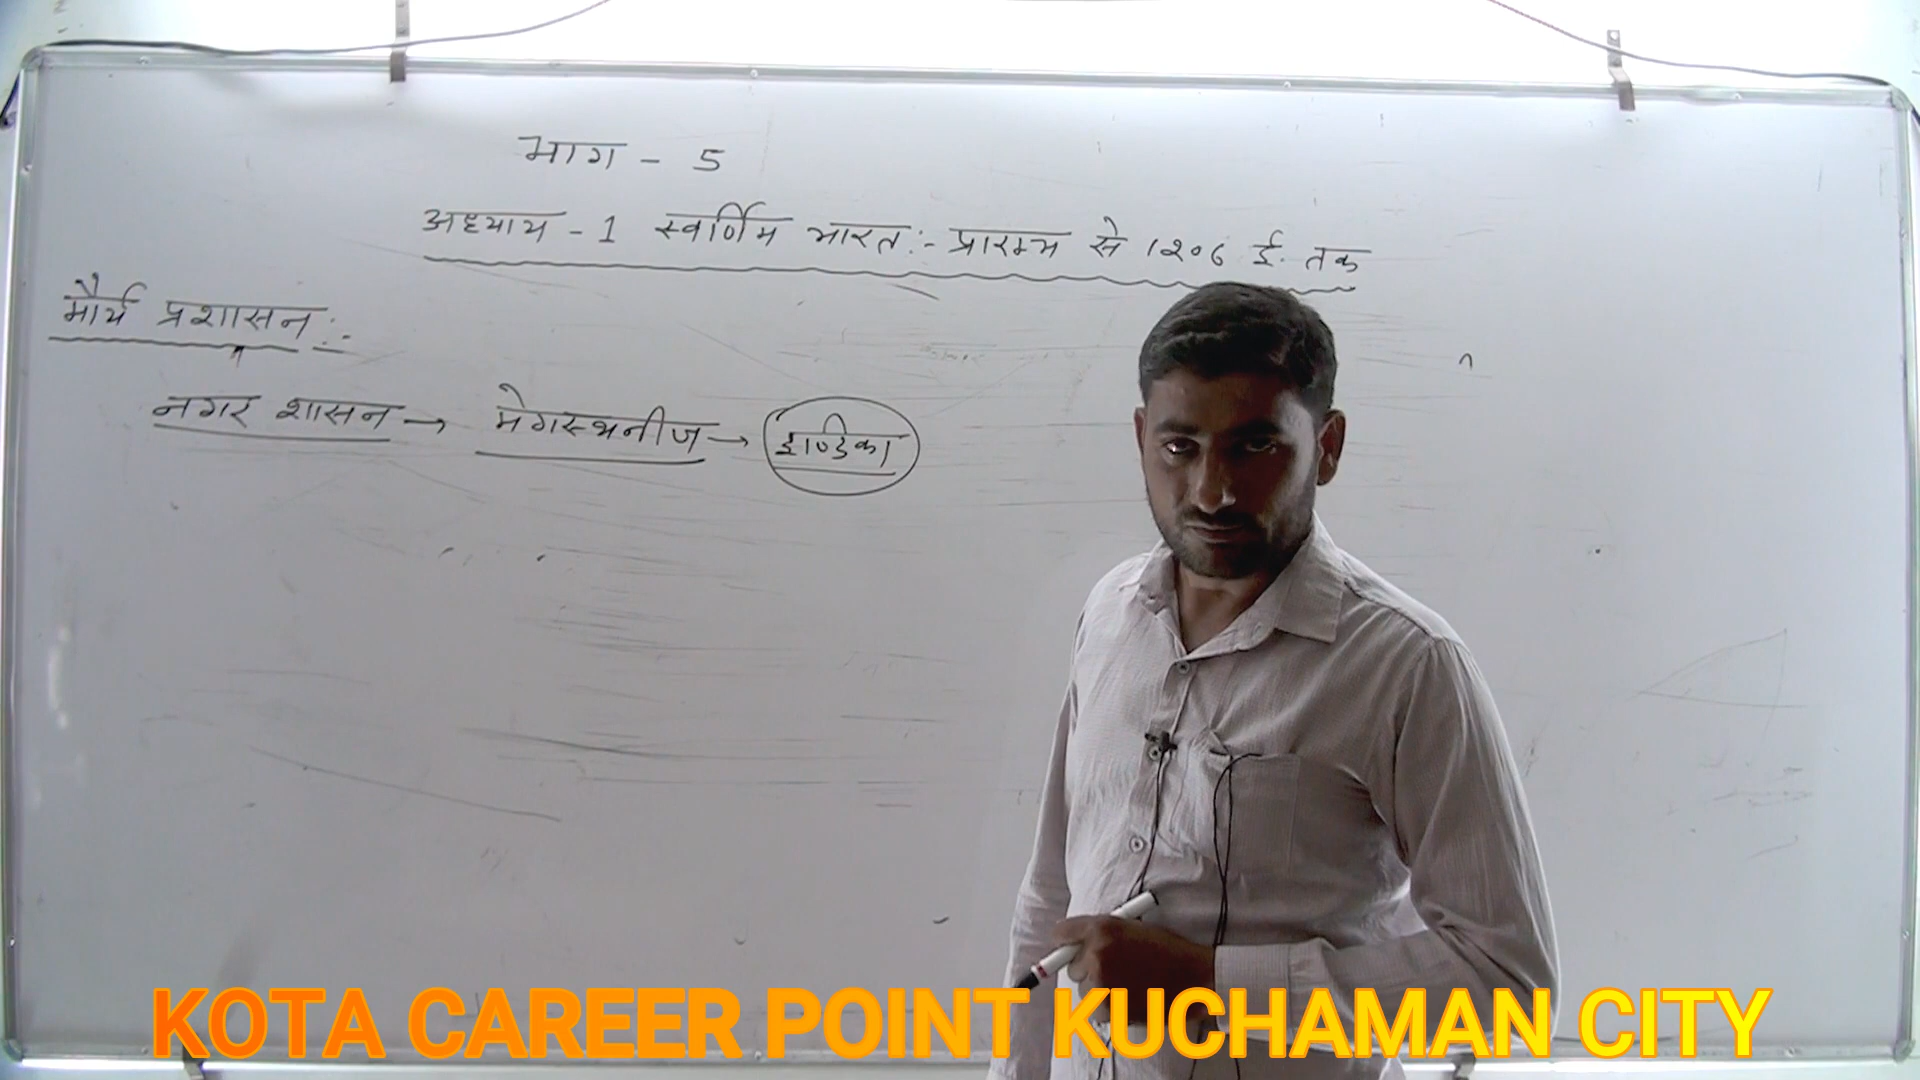 भाग - 5
अध्याय - 1 स्वर्णिम भारत :- प्रारम्भ से 1206 ई. तक
मौर्य प्रशासन :-
नगर शासन → मेगस्थनीज → इण्डिका
KOTA CAREER POINT KUCHAMAN CITY